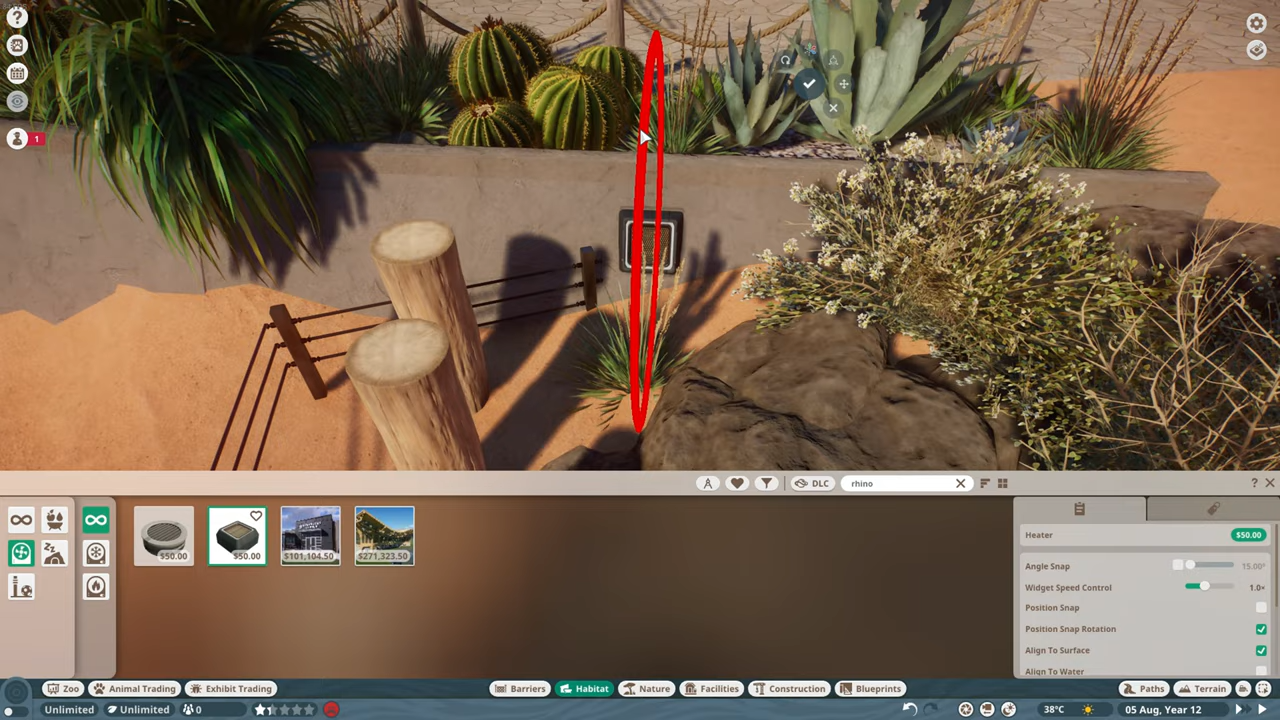 ?
1
DLC
rhino
?
$50.00
$50.00
$101,104.50
$271,323.50
Heater
$50.00
Angle Snap
15.00°
Widget Speed Control
1.0×
Position Snap
Position Snap Rotation
Align To Surface
Align To Water
Zoo
Animal Trading
Exhibit Trading
Barriers
Habitat
Nature
Facilities
Construction
Blueprints
Paths
Terrain
Unlimited
Unlimited
0
38°C
05 Aug, Year 12